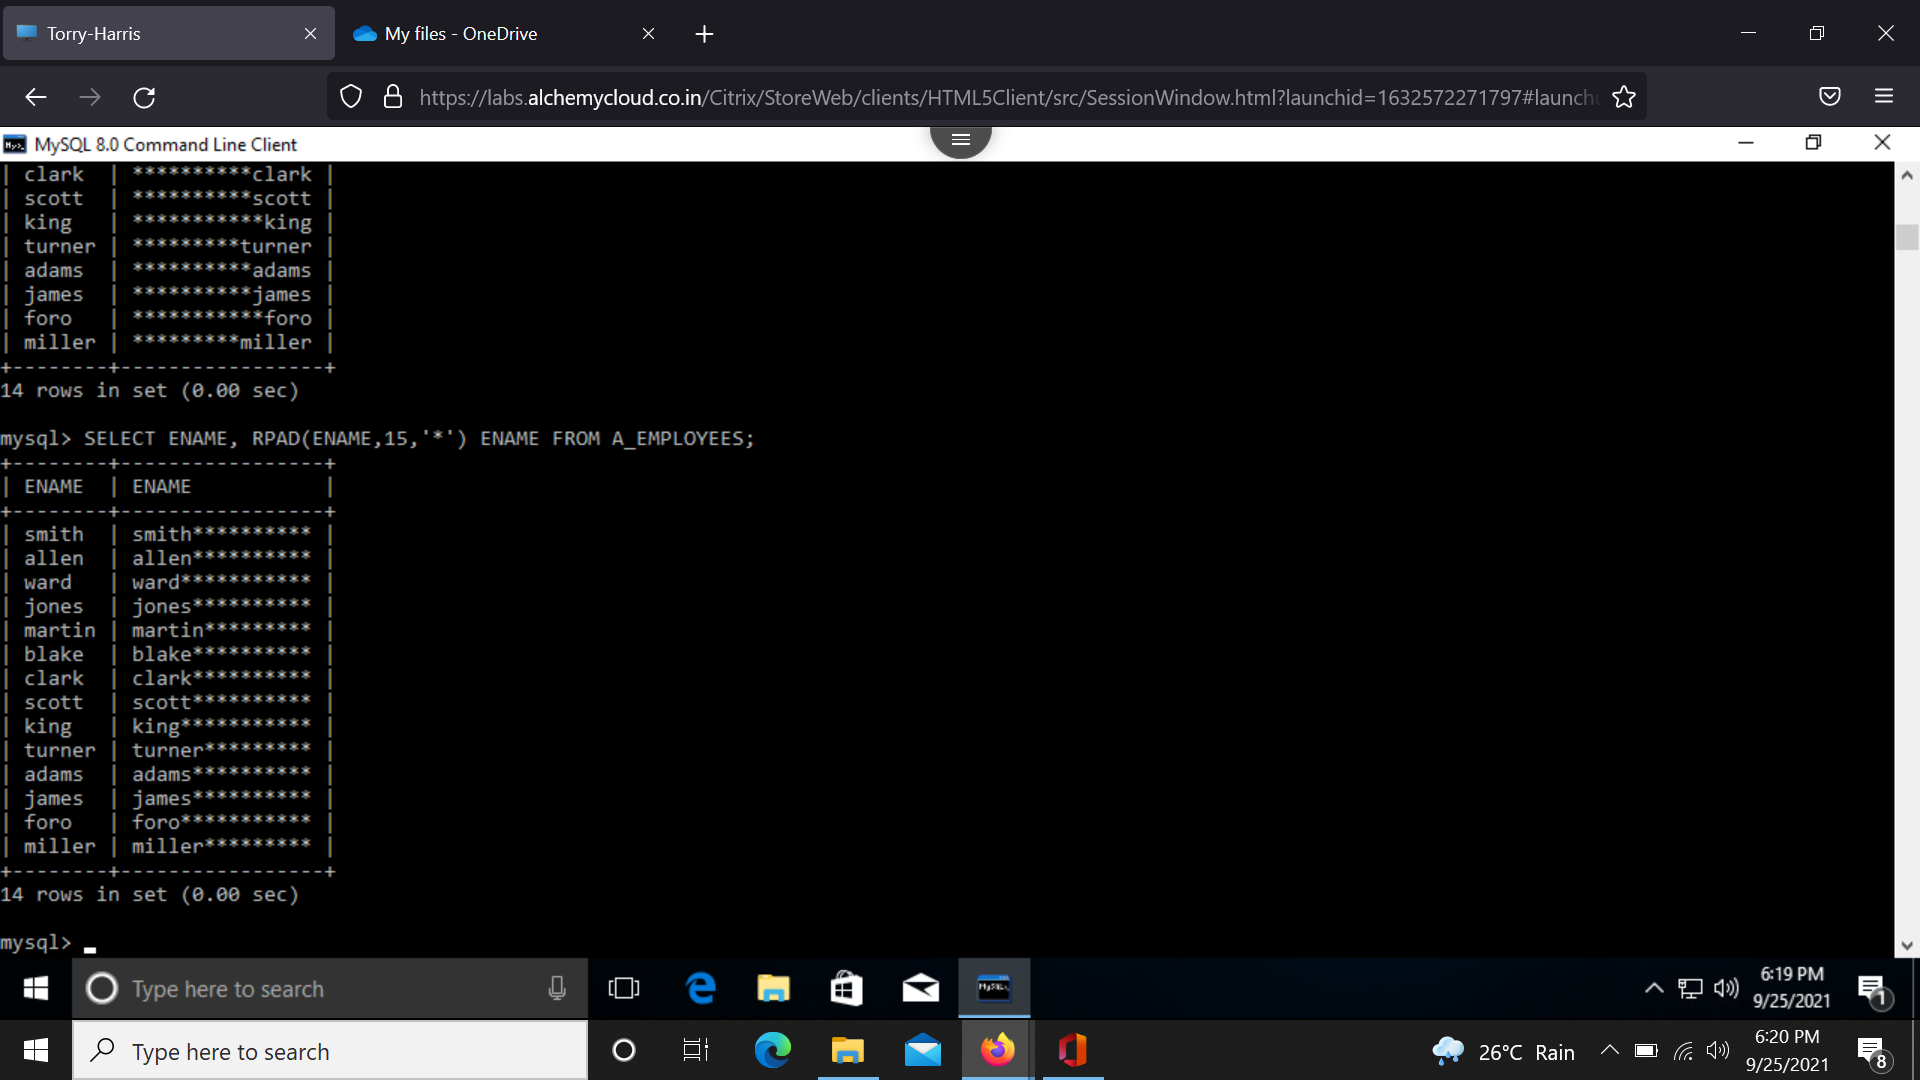 Torry-Harris
My files - OneDrive
https://labs.alchemycloud.co.in/Citrix/StoreWeb/clients/HTML5Client/src/SessionWindow.html?launchid=1632572271797#launch
MySQL 8.0 Command Line Client
| clark  | **********clark |
| scott  | **********scott |
| king   | ***********king |
| turner | *********turner |
| adams  | **********adams |
| james  | **********james |
| foro   | ***********foro |
| miller | *********miller |
+--------+-----------------+
14 rows in set (0.00 sec)
mysql> SELECT ENAME, RPAD(ENAME,15,'*') ENAME FROM A_EMPLOYEES;
+--------+-----------------+
| ENAME  | ENAME           |
+--------+-----------------+
| smith  | smith********** |
| allen  | allen********** |
| ward   | ward*********** |
| jones  | jones********** |
| martin | martin********* |
| blake  | blake********** |
| clark  | clark********** |
| scott  | scott********** |
| king   | king*********** |
| turner | turner********* |
| adams  | adams********** |
| james  | james********** |
| foro   | foro*********** |
| miller | miller********* |
+--------+-----------------+
14 rows in set (0.00 sec)
mysql> _
Type here to search
MySQL
6:19 PM
9/25/2021
1
Type here to search
26°C Rain
6:20 PM
9/25/2021
8